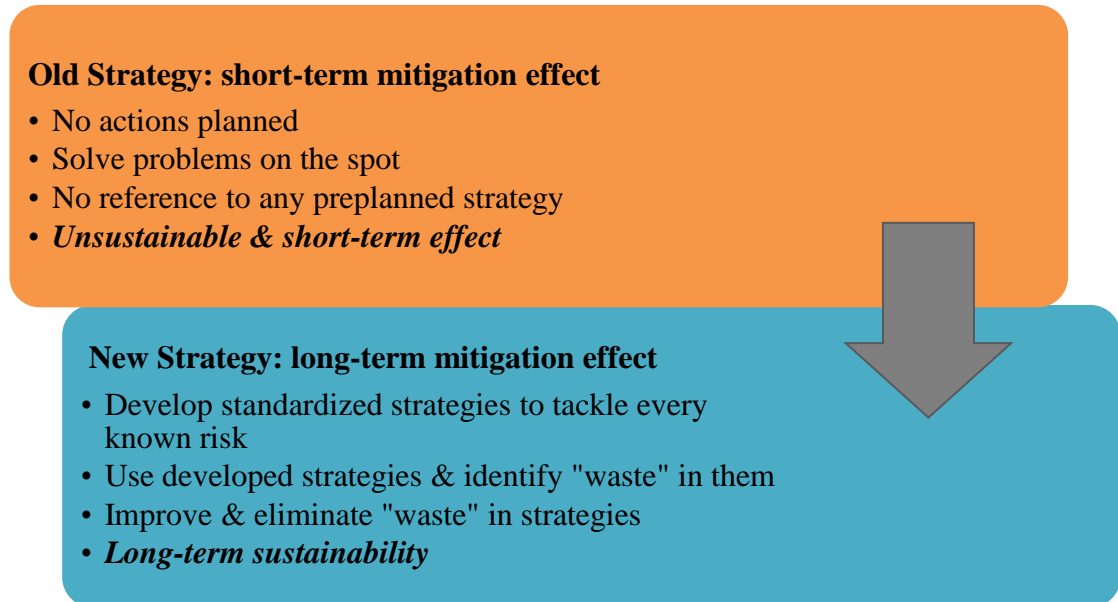 Old Strategy: short-term mitigation effect
• No actions planned
• Solve problems on the spot
• No reference to any preplanned strategy
• Unsustainable & short-term effect
New Strategy: long-term mitigation effect
• Develop standardized strategies to tackle every
known risk
• Use developed strategies & identify "waste" in them
• Improve & eliminate "waste" in strategies
• Long-term sustainability